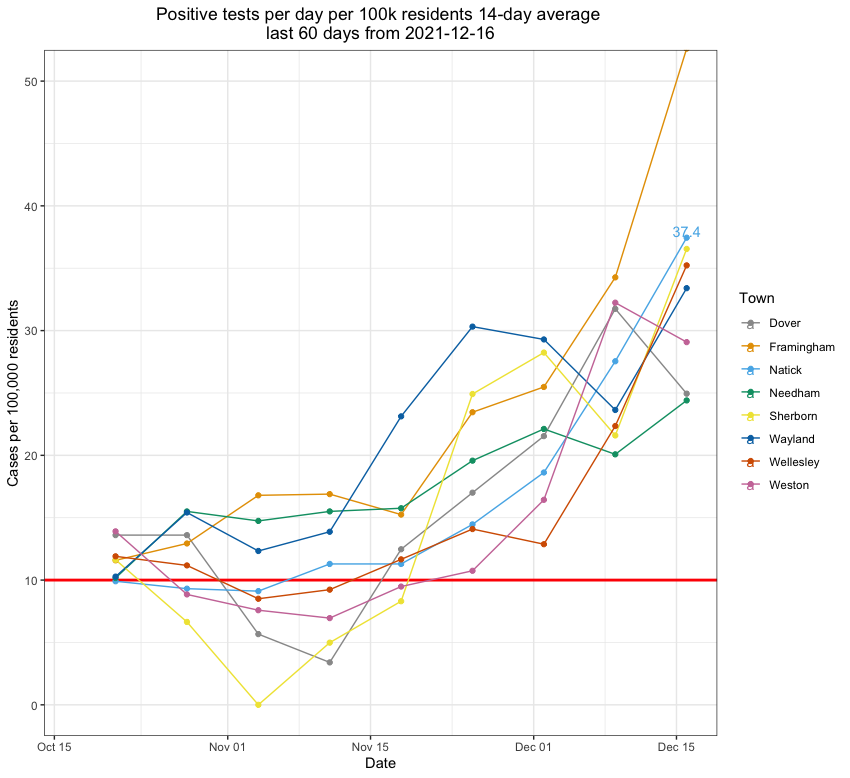 Positive tests per day per 100k residents 14-day average
last 60 days from 2021-12-16
Cases per 100,000 residents
50
40
30
20
10
0
37.4
Oct 15
Nov 01
Nov 15
Dec 01
Dec 15
Date
Town
Dover
Framingham
Natick
Needham
Sherborn
Wayland
Wellesley
Weston